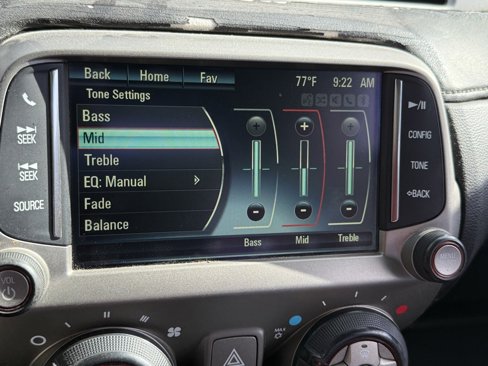 Back Home Fav
77°F 9:22 AM
Tone Settings
Bass
Mid
Treble
EQ: Manual
Fade
Balance
Bass Mid Treble
SEEK
SEEK
SOURCE
CONFIG
TONE
BACK
VOL
MENU
MAX